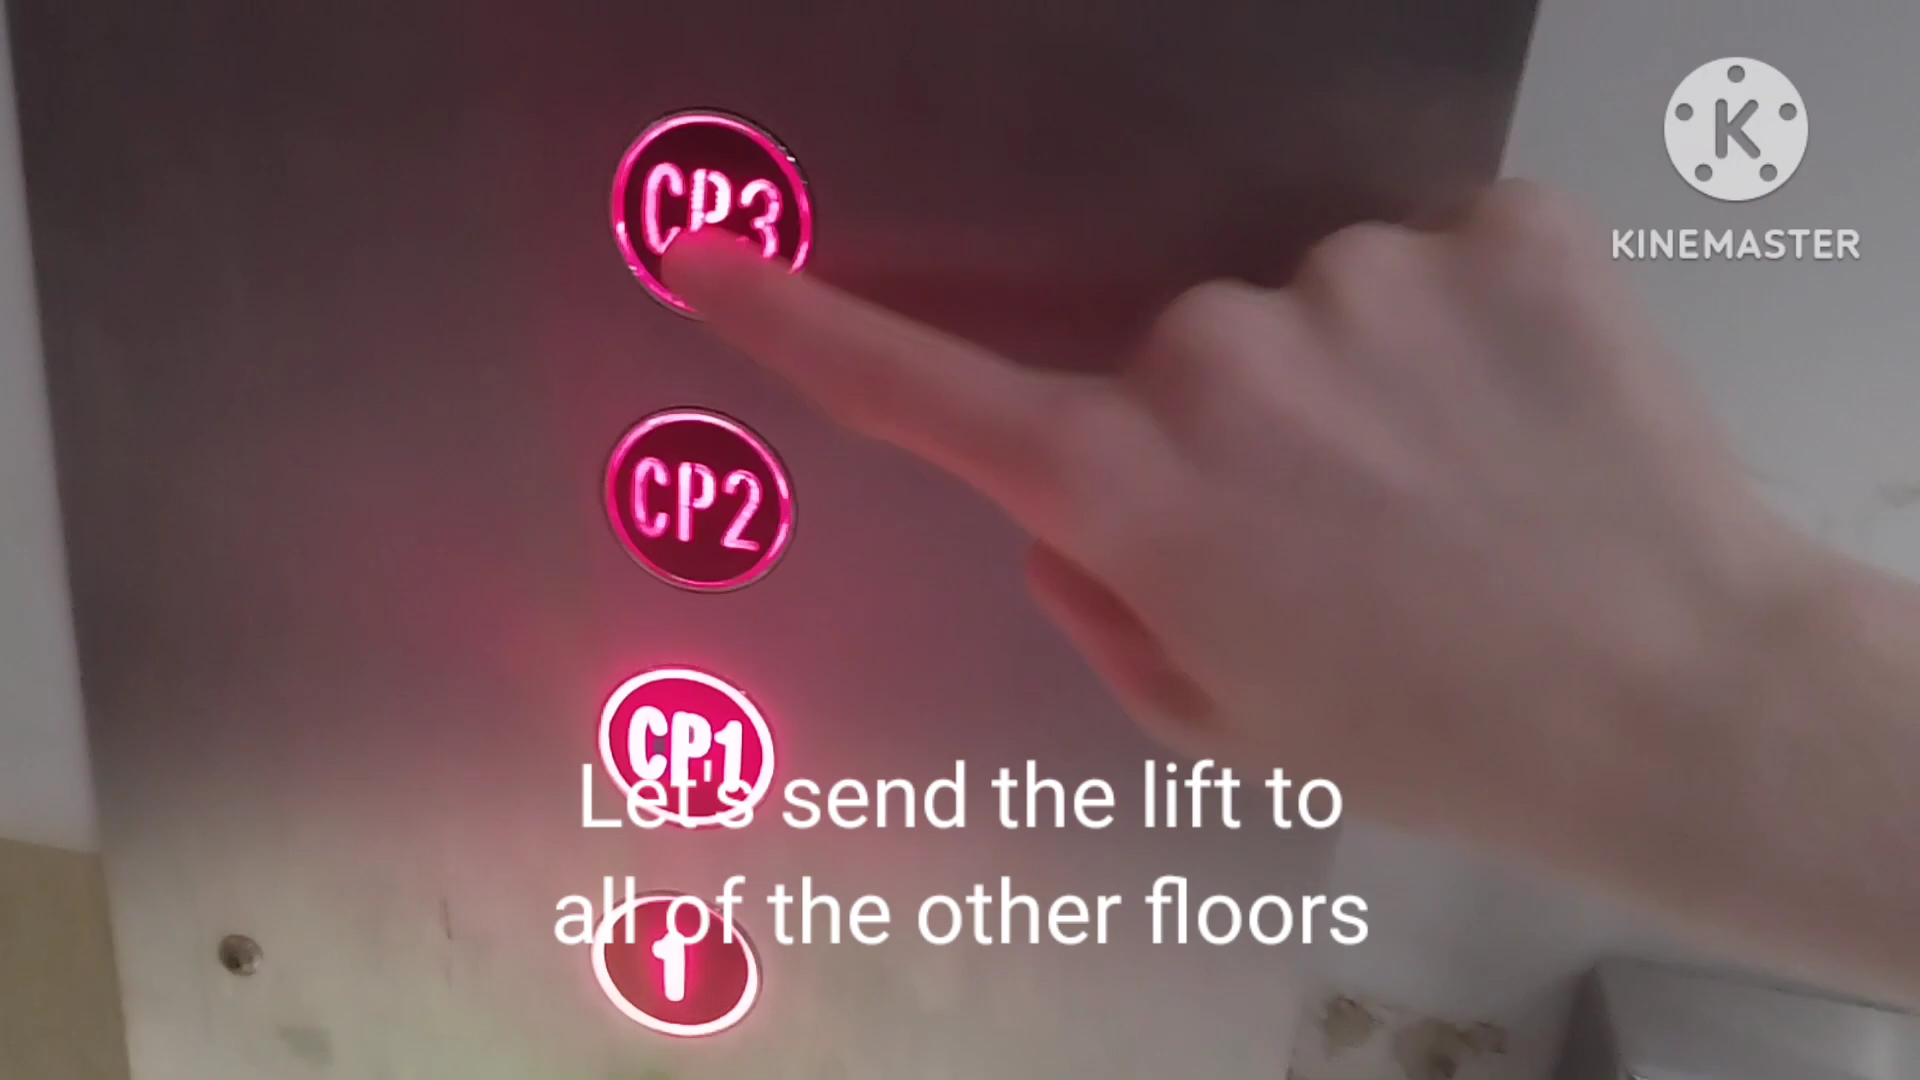 CP3
K
KINEMASTER
CP2
CP1
Let's send the lift to
all of the other floors
1